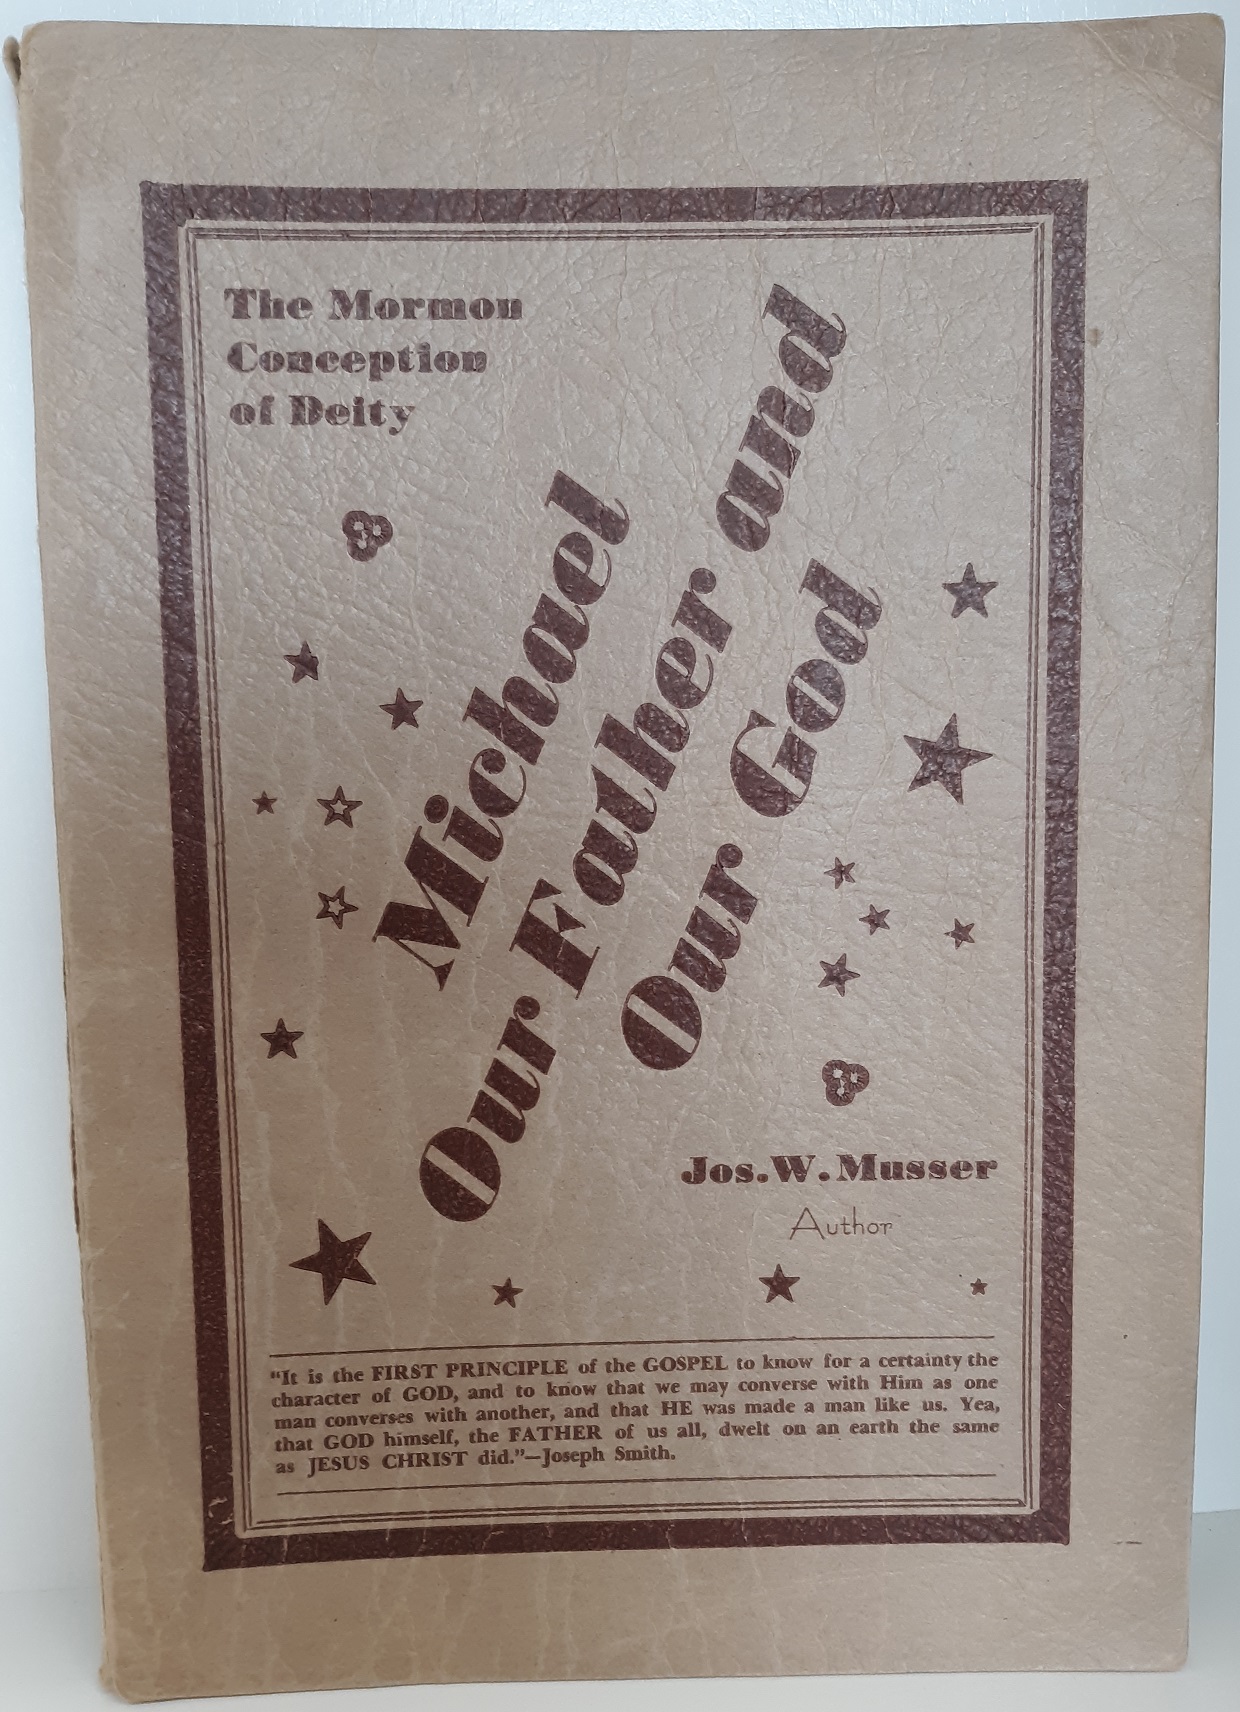 The Mormon
Conception
of Deity
Michael
Our Father and
Our God
Jos. W. Musser
Author
“It is the FIRST PRINCIPLE of the GOSPEL to know for a certainty the
character of GOD, and to know that we may converse with Him as one
man converses with another, and that HE was made a man like us. Yea,
that GOD himself, the FATHER of us all, dwelt on an earth the same
as JESUS CHRIST did.”—Joseph Smith.